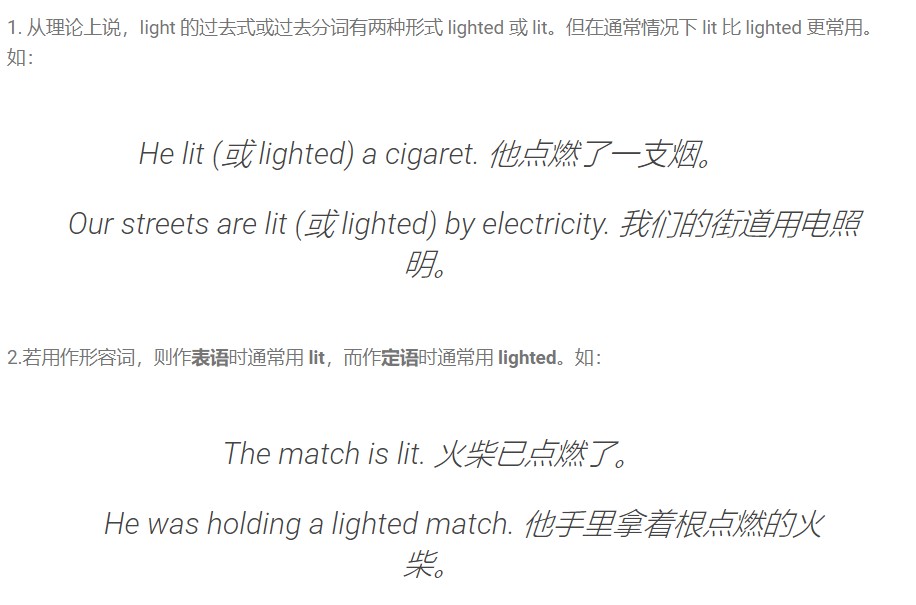 1. 从理论上说，light 的过去式或过去分词有两种形式 lighted 或 lit。但在通常情况下 lit 比 lighted 更常用。
如：
He lit (或 lighted) a cigaret. 他点燃了一支烟。
Our streets are lit (或 lighted) by electricity. 我们的街道用电照
明。
2.若用作形容词，则作表语时通常用 lit，而作定语时通常用 lighted。如：
The match is lit. 火柴已点燃了。
He was holding a lighted match. 他手里拿着根点燃的火
柴。